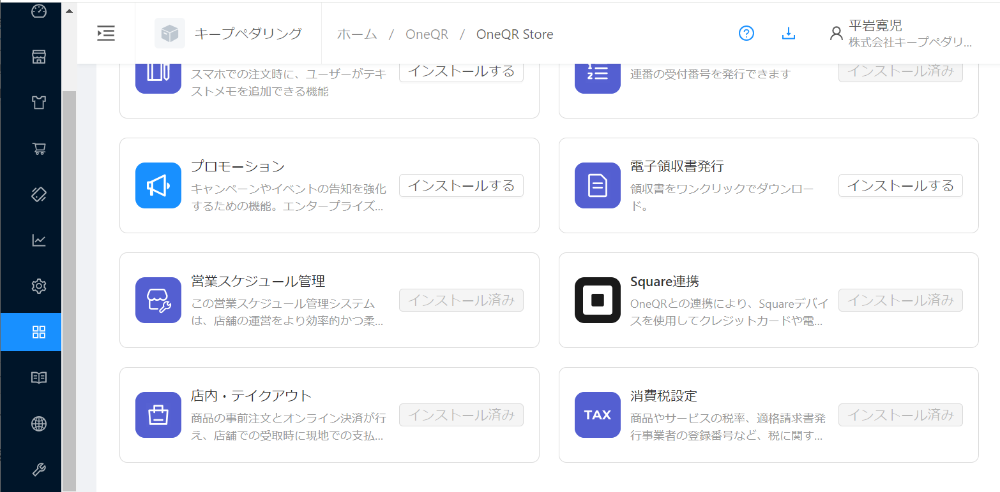 キープペダリング
ホーム / OneQR / OneQR Store
平岩寛児
株式会社キープペダリ...
スマホでの注文時に、ユーザーがテキ
ストメモを追加できる機能
インストールする
連番の受付番号を発行できます
インストール済み
プロモーション
キャンペーンやイベントの告知を強化
するための機能。エンタープライズ...
インストールする
電子領収書発行
領収書をワンクリックでダウンロー
ド。
インストールする
営業スケジュール管理
この営業スケジュール管理システム
は、店舗の運営をより効率的かつ柔...
インストール済み
Square連携
OneQRとの連携により、Squareデバイ
スを使用してクレジットカードや電...
インストール済み
店内・テイクアウト
商品の事前注文とオンライン決済が行
え、店舗での受取時に現地での支払...
インストール済み
TAX
消費税設定
商品やサービスの税率、適格請求書発
行事業者の登録番号など、税に関す...
インストール済み